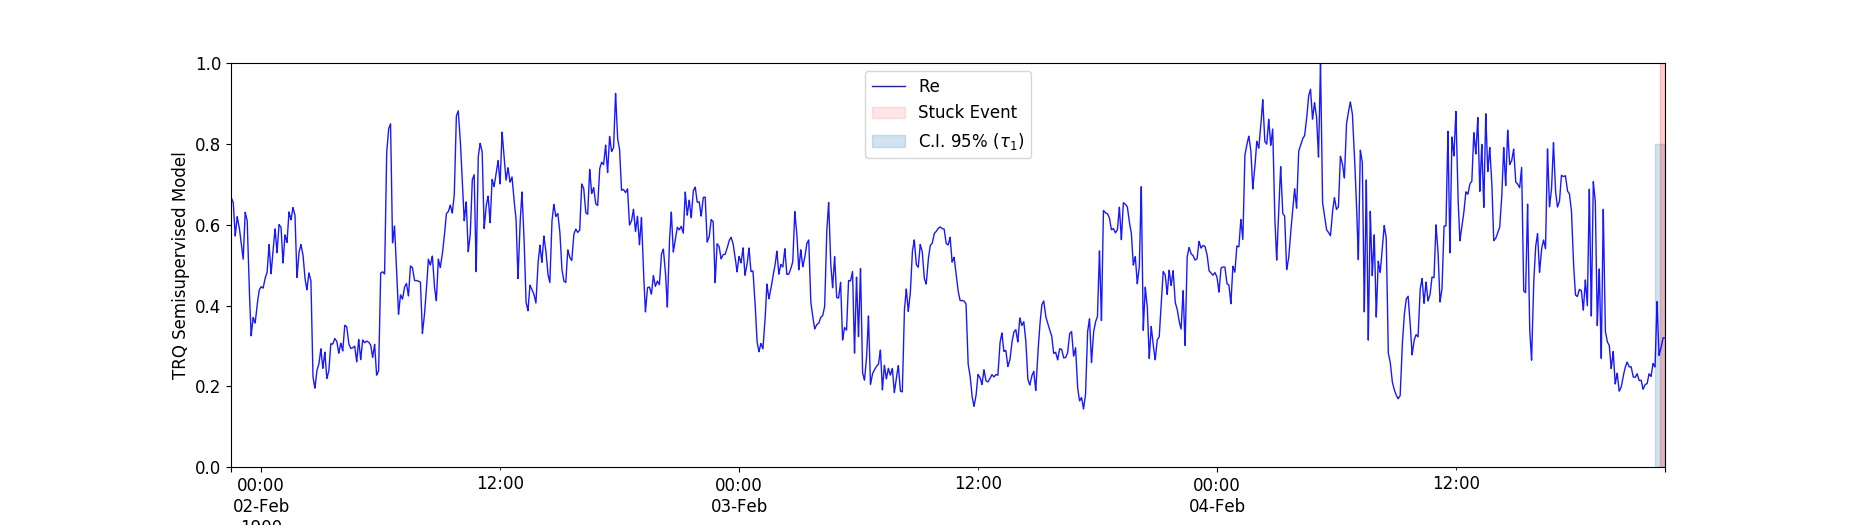 1.0
0.8
0.6
0.4
0.2
0.0
TRQ Semisupervised Model
Re
Stuck Event
C.I. 95% (τ₁)
00:00 12:00 00:00 12:00 00:00 12:00
02-Feb 03-Feb 04-Feb
1900